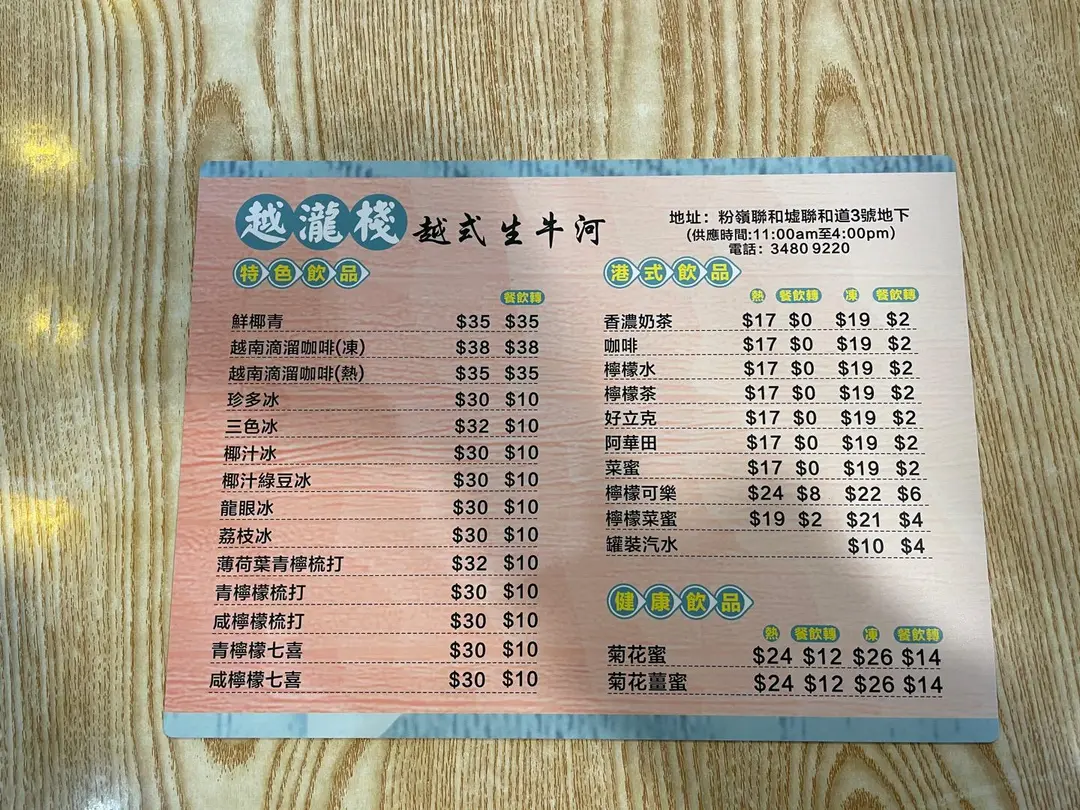 越瀧棧 越式生牛河
地址：粉嶺聯和墟聯和道3號地下
(供應時間:11:00am至4:00pm)
電話：3480 9220
特色飲品
餐飲轉
鮮椰青 $35 $35
越南滴溜咖啡(凍) $38 $38
越南滴溜咖啡(熱) $35 $35
珍多冰 $30 $10
三色冰 $32 $10
椰汁冰 $30 $10
椰汁綠豆冰 $30 $10
龍眼冰 $30 $10
荔枝冰 $30 $10
薄荷葉青檸梳打 $32 $10
青檸檬梳打 $30 $10
咸檸檬梳打 $30 $10
青檸檬七喜 $30 $10
咸檸檬七喜 $30 $10
港式飲品
熱 餐飲轉 凍 餐飲轉
香濃奶茶 $17 $0 $19 $2
咖啡 $17 $0 $19 $2
檸檬水 $17 $0 $19 $2
檸檬茶 $17 $0 $19 $2
好立克 $17 $0 $19 $2
阿華田 $17 $0 $19 $2
菜蜜 $17 $0 $19 $2
檸檬可樂 $24 $8 $22 $6
檸檬菜蜜 $19 $2 $21 $4
罐裝汽水 $10 $4
健康飲品
熱 餐飲轉 凍 餐飲轉
菊花蜜 $24 $12 $26 $14
菊花薑蜜 $24 $12 $26 $14